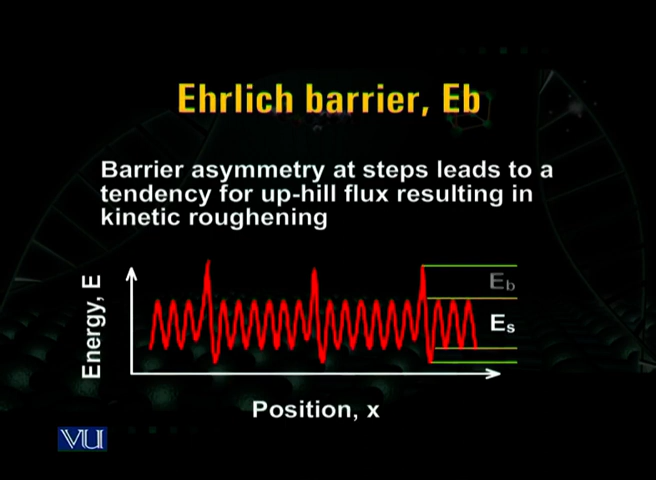 Ehrlich barrier, Eb
Barrier asymmetry at steps leads to a
tendency for up-hill flux resulting in
kinetic roughening
Energy, E
Eb
Es
Position, x
VU